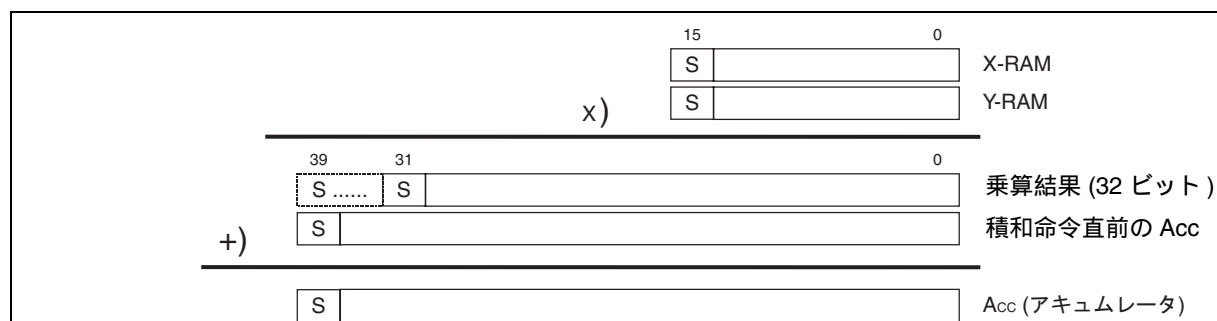 15 0
S X-RAM
x) S Y-RAM
39 31 0
S ...... S 乗算結果 (32 ビット )
+) S 積和命令直前の Acc
S Acc (アキュムレータ)